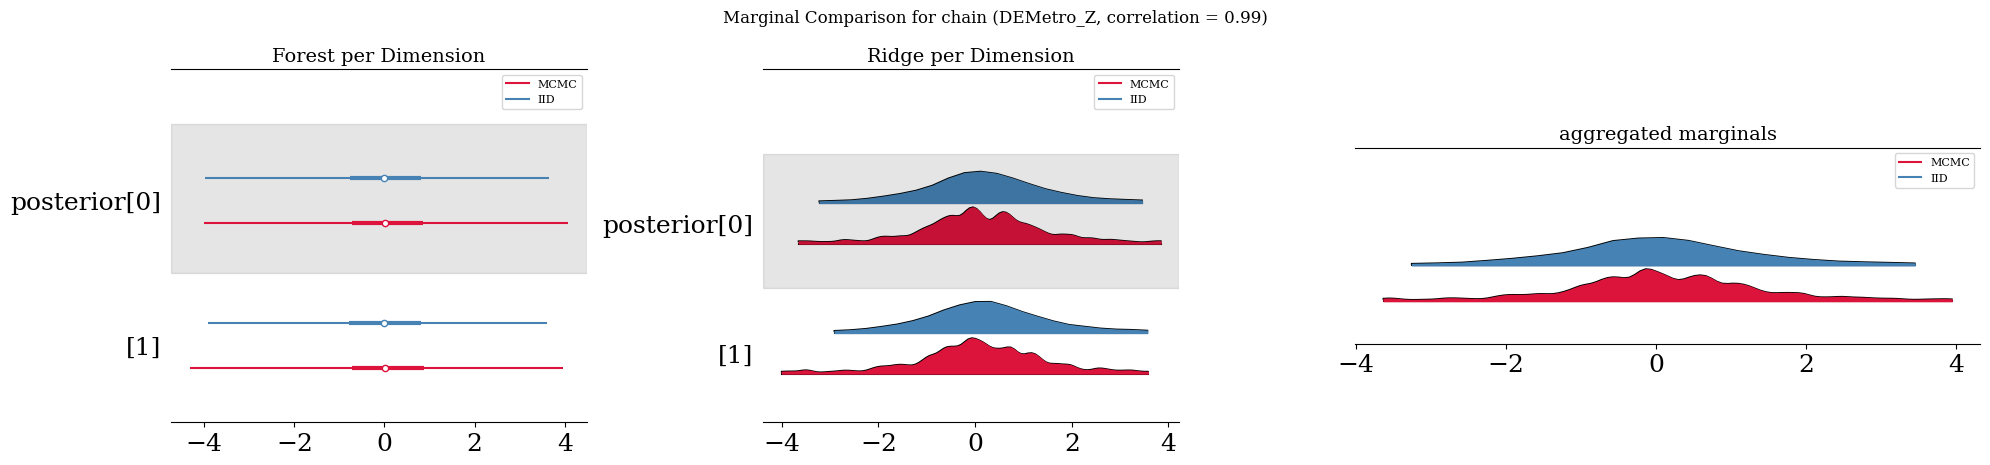 Marginal Comparison for chain (DEMetro_Z, correlation = 0.99)
Forest per Dimension
MCMC
IID
posterior[0]
[1]
−4 −2 0 2 4
Ridge per Dimension
MCMC
IID
posterior[0]
[1]
−4 −2 0 2 4
aggregated marginals
MCMC
IID
−4 −2 0 2 4